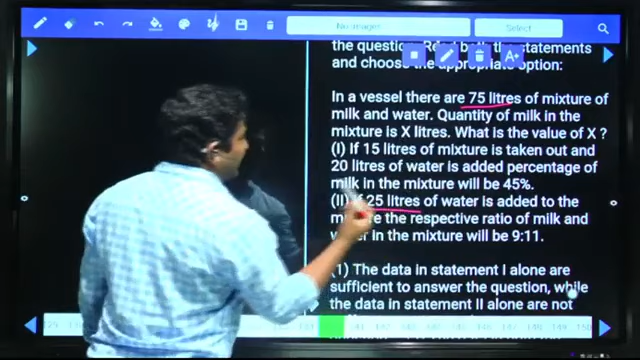 No images
Select
the question. Read both the statements
and choose the appropriate option:
In a vessel there are 75 litres of mixture of
milk and water. Quantity of milk in the
mixture is X litres. What is the value of X ?
(I) If 15 litres of mixture is taken out and
20 litres of water is added percentage of
milk in the mixture will be 45%.
(II) If 25 litres of water is added to the
the respective ratio of milk and
in the mixture will be 9:11.
(1) The data in statement I alone are
sufficient to answer the question, while
the data in statement II alone are not